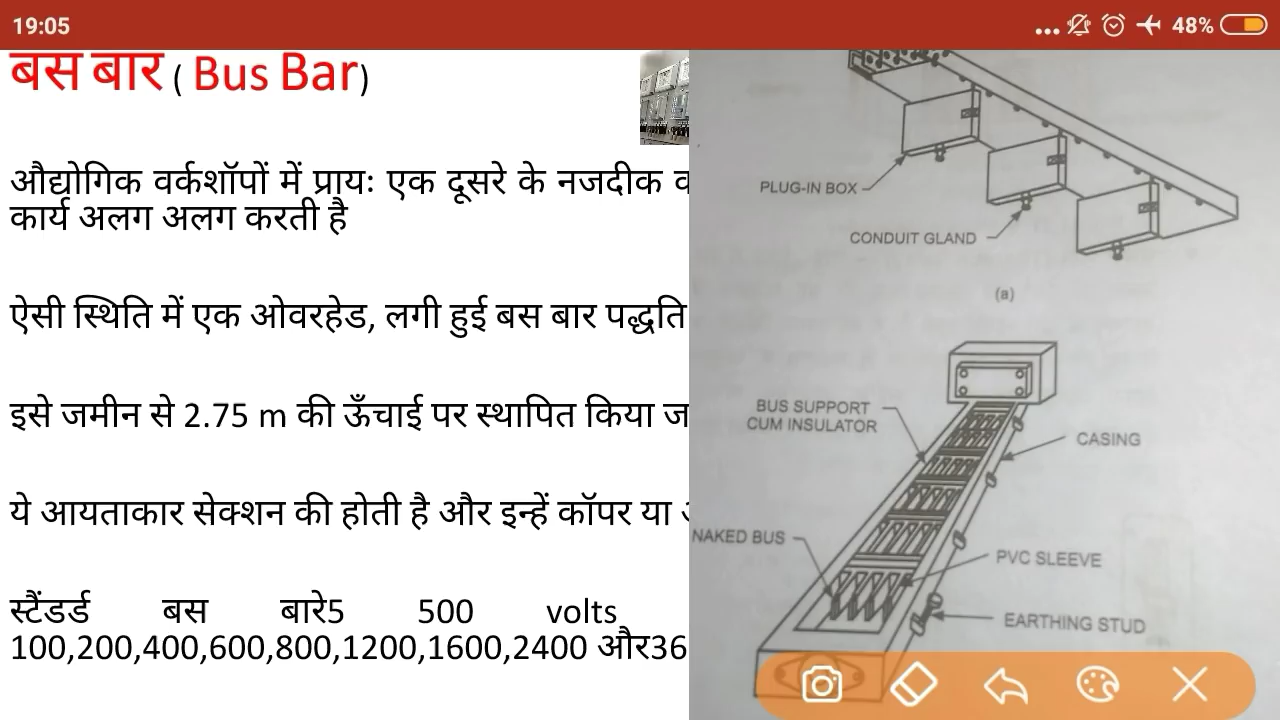 19:05
48%
बस बार ( Bus Bar)
औद्योगिक वर्कशॉपों में प्रायः एक दूसरे के नजदीक
कार्य अलग अलग करती है
ऐसी स्थिति में एक ओवरहेड, लगी हुई बस बार पद्धति
इसे जमीन से 2.75 m की ऊँचाई पर स्थापित किया
ये आयताकार सेक्शन की होती है और इन्हें कॉपर या
स्टैंडर्ड बस बारे5 500 volts
100,200,400,600,800,1200,1600,2400 और36
PLUG-IN BOX
CONDUIT GLAND
(a)
BUS SUPPORT
CUM INSULATOR
CASING
NAKED BUS
PVC SLEEVE
EARTHING STUD